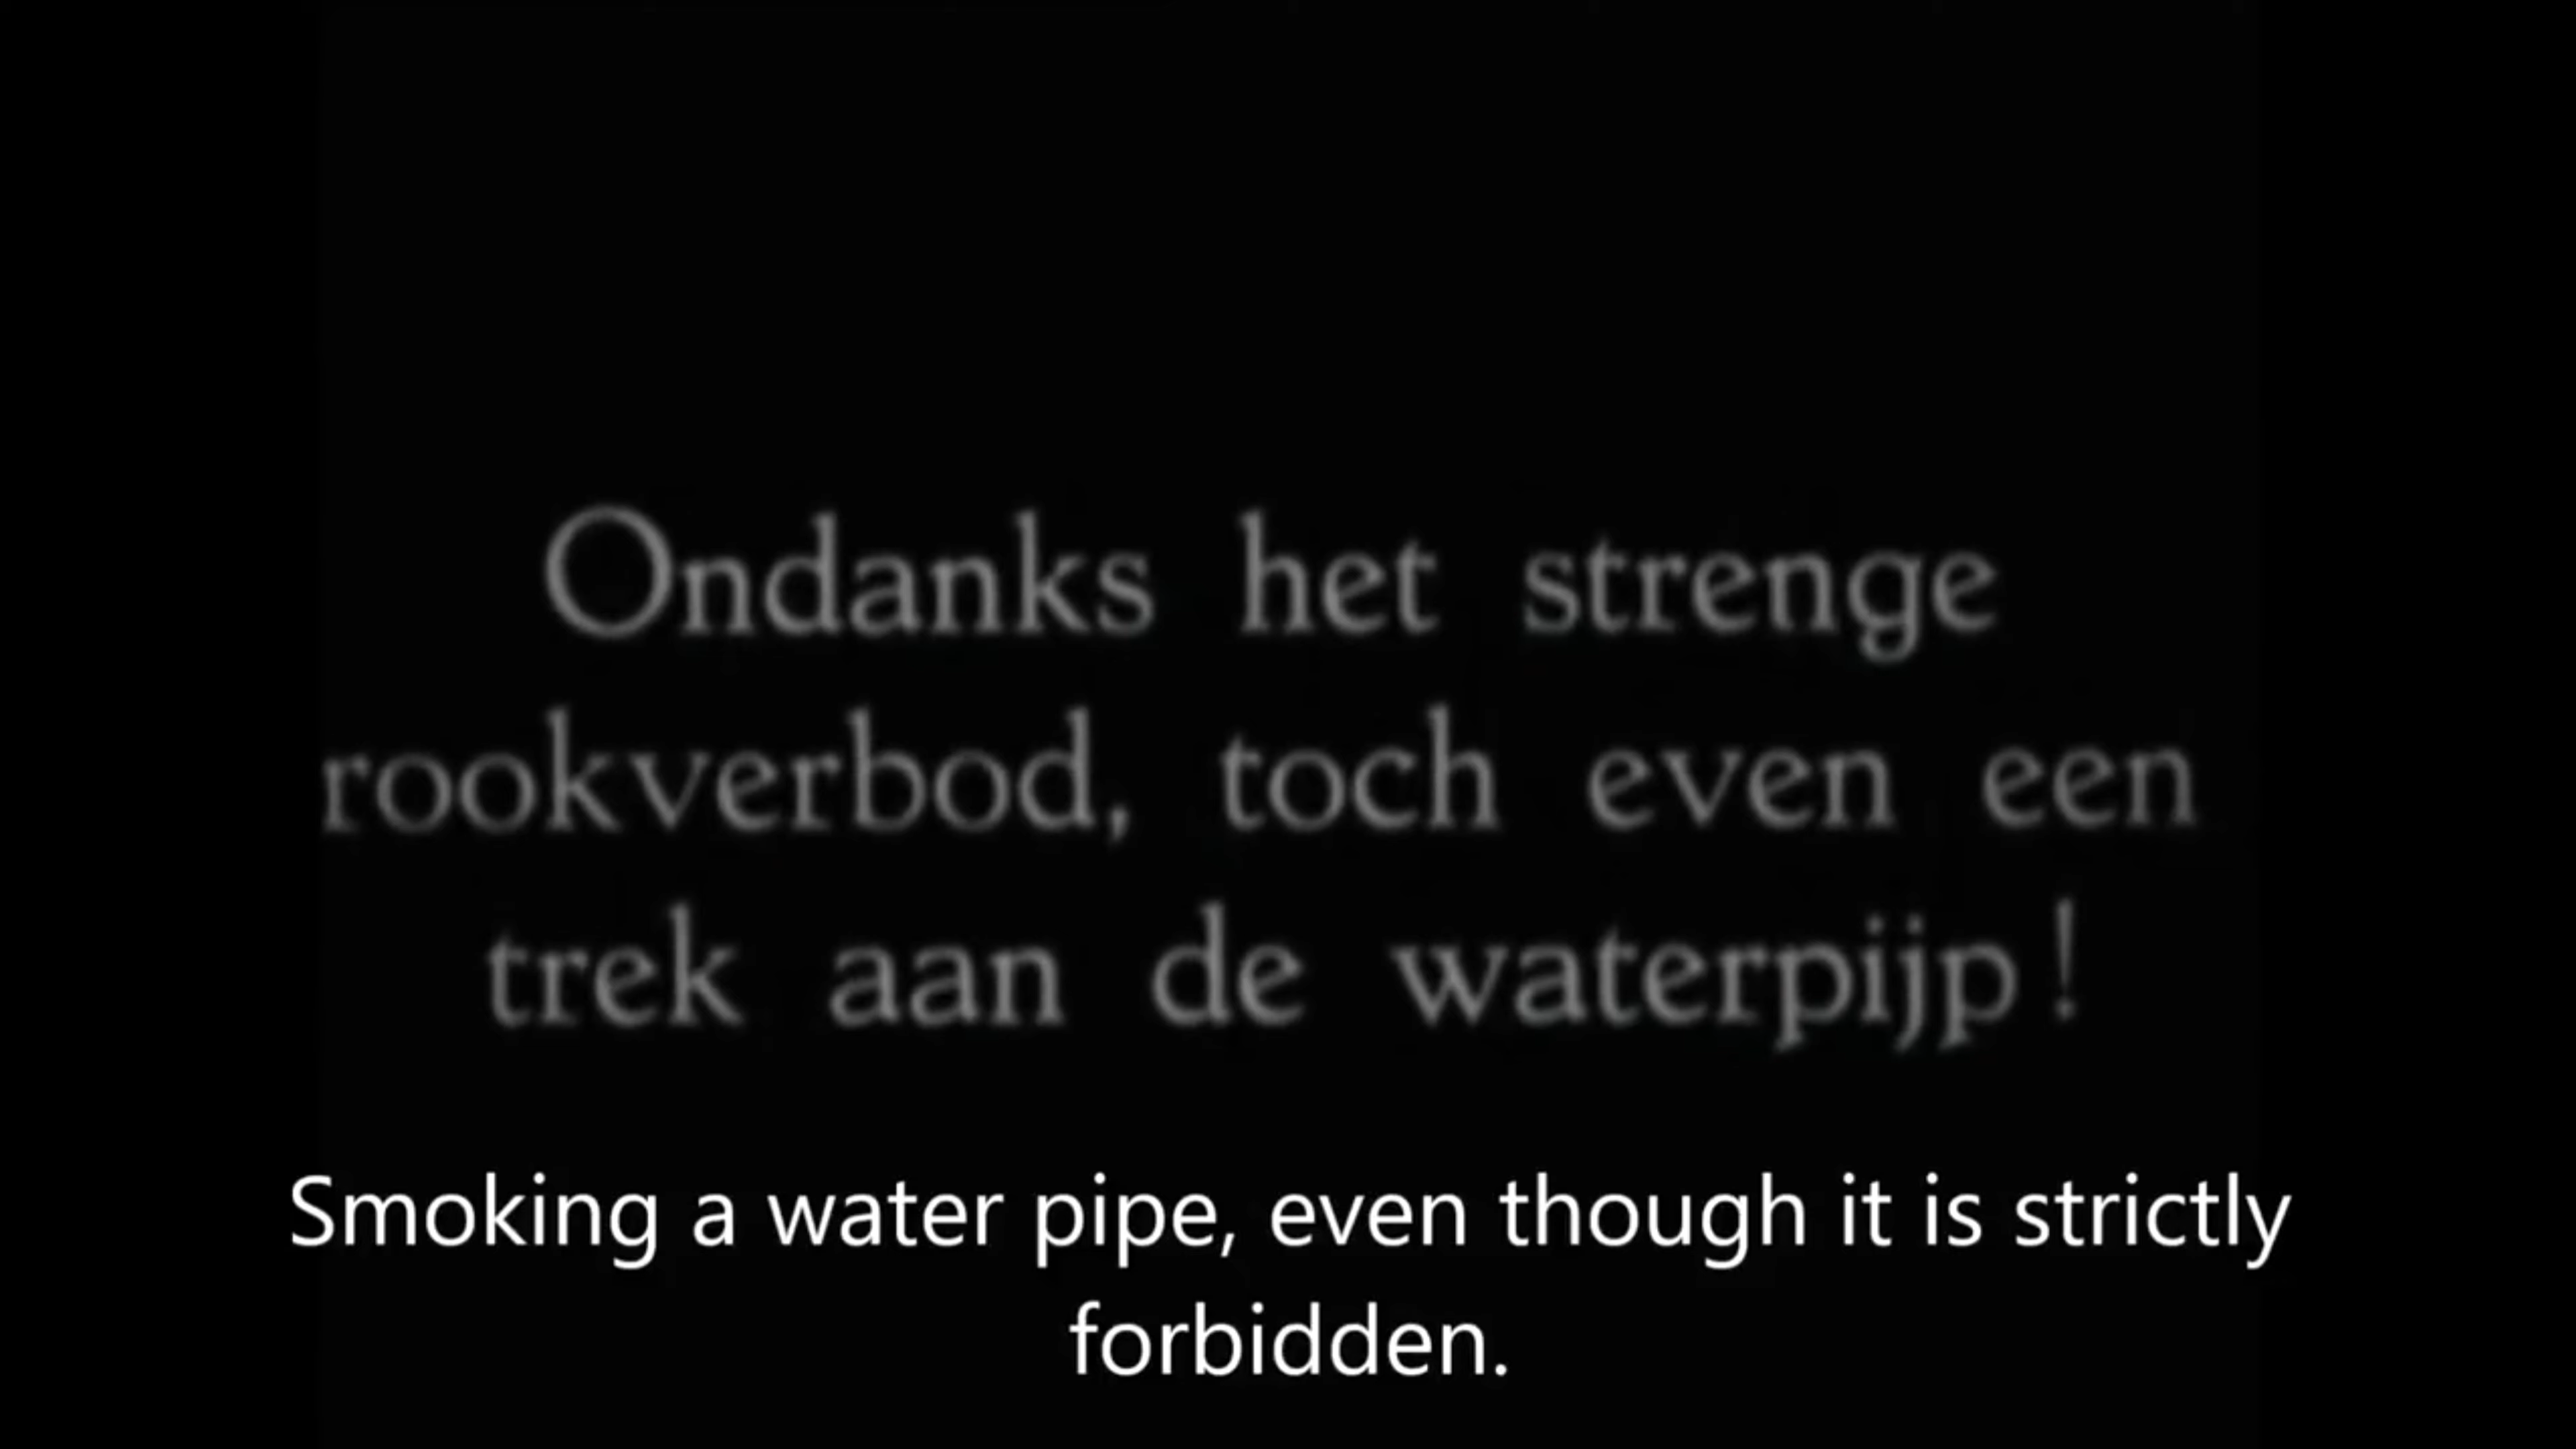 Ondanks het strenge
rookverbod, toch even een
trek aan de waterpijp!
Smoking a water pipe, even though it is strictly
forbidden.